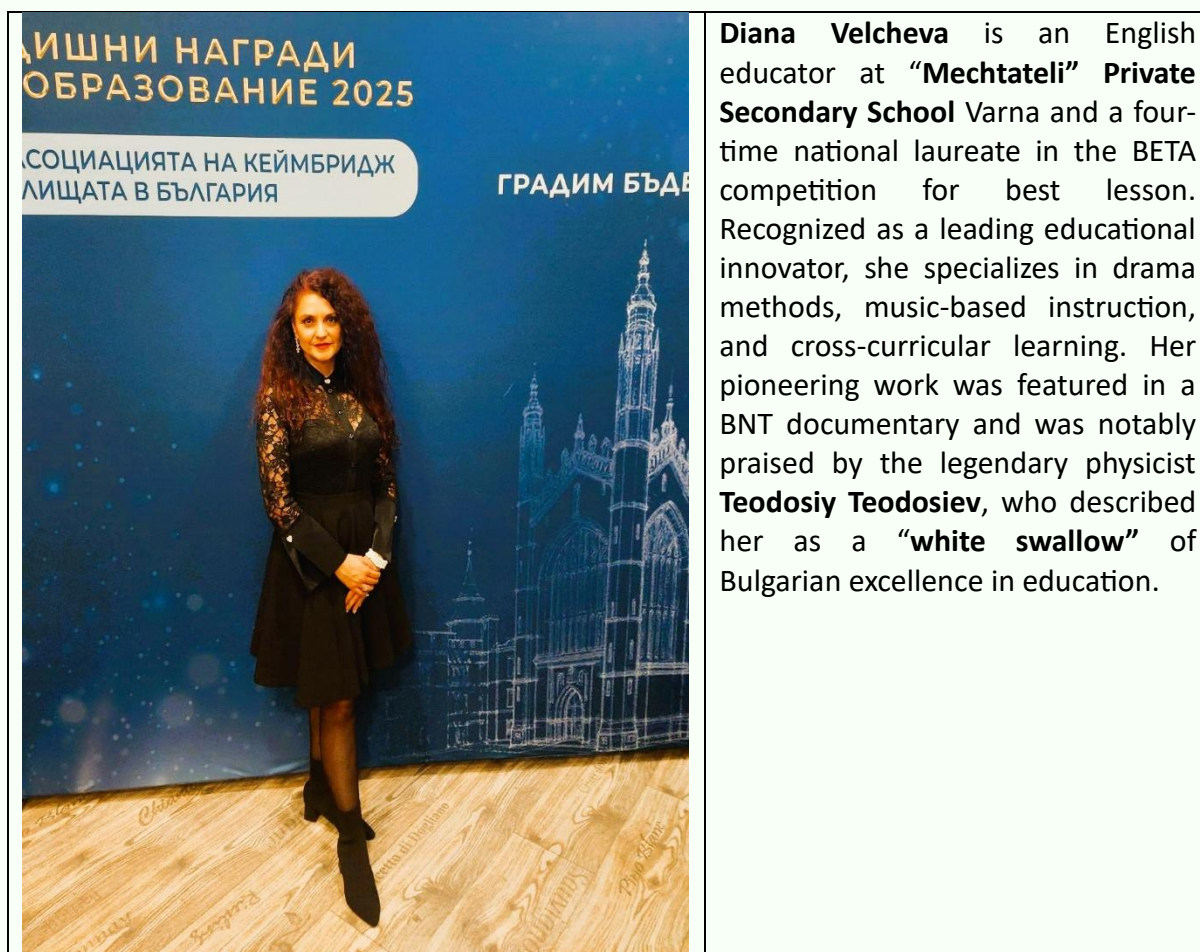 ДИШНИ НАГРАДИ
ОБРАЗОВАНИЕ 2025
АСОЦИАЦИЯТА НА КЕЙМБРИДЖ
ЛИЩАТА В БЪЛГАРИЯ
ГРАДИМ БЪДЕ
Diana Velcheva is an English
educator at “Mechtateli” Private
Secondary School Varna and a four-
time national laureate in the BETA
competition for best lesson.
Recognized as a leading educational
innovator, she specializes in drama
methods, music-based instruction,
and cross-curricular learning. Her
pioneering work was featured in a
BNT documentary and was notably
praised by the legendary physicist
Teodosiy Teodosiev, who described
her as a “white swallow” of
Bulgarian excellence in education.
Pinot Blanc